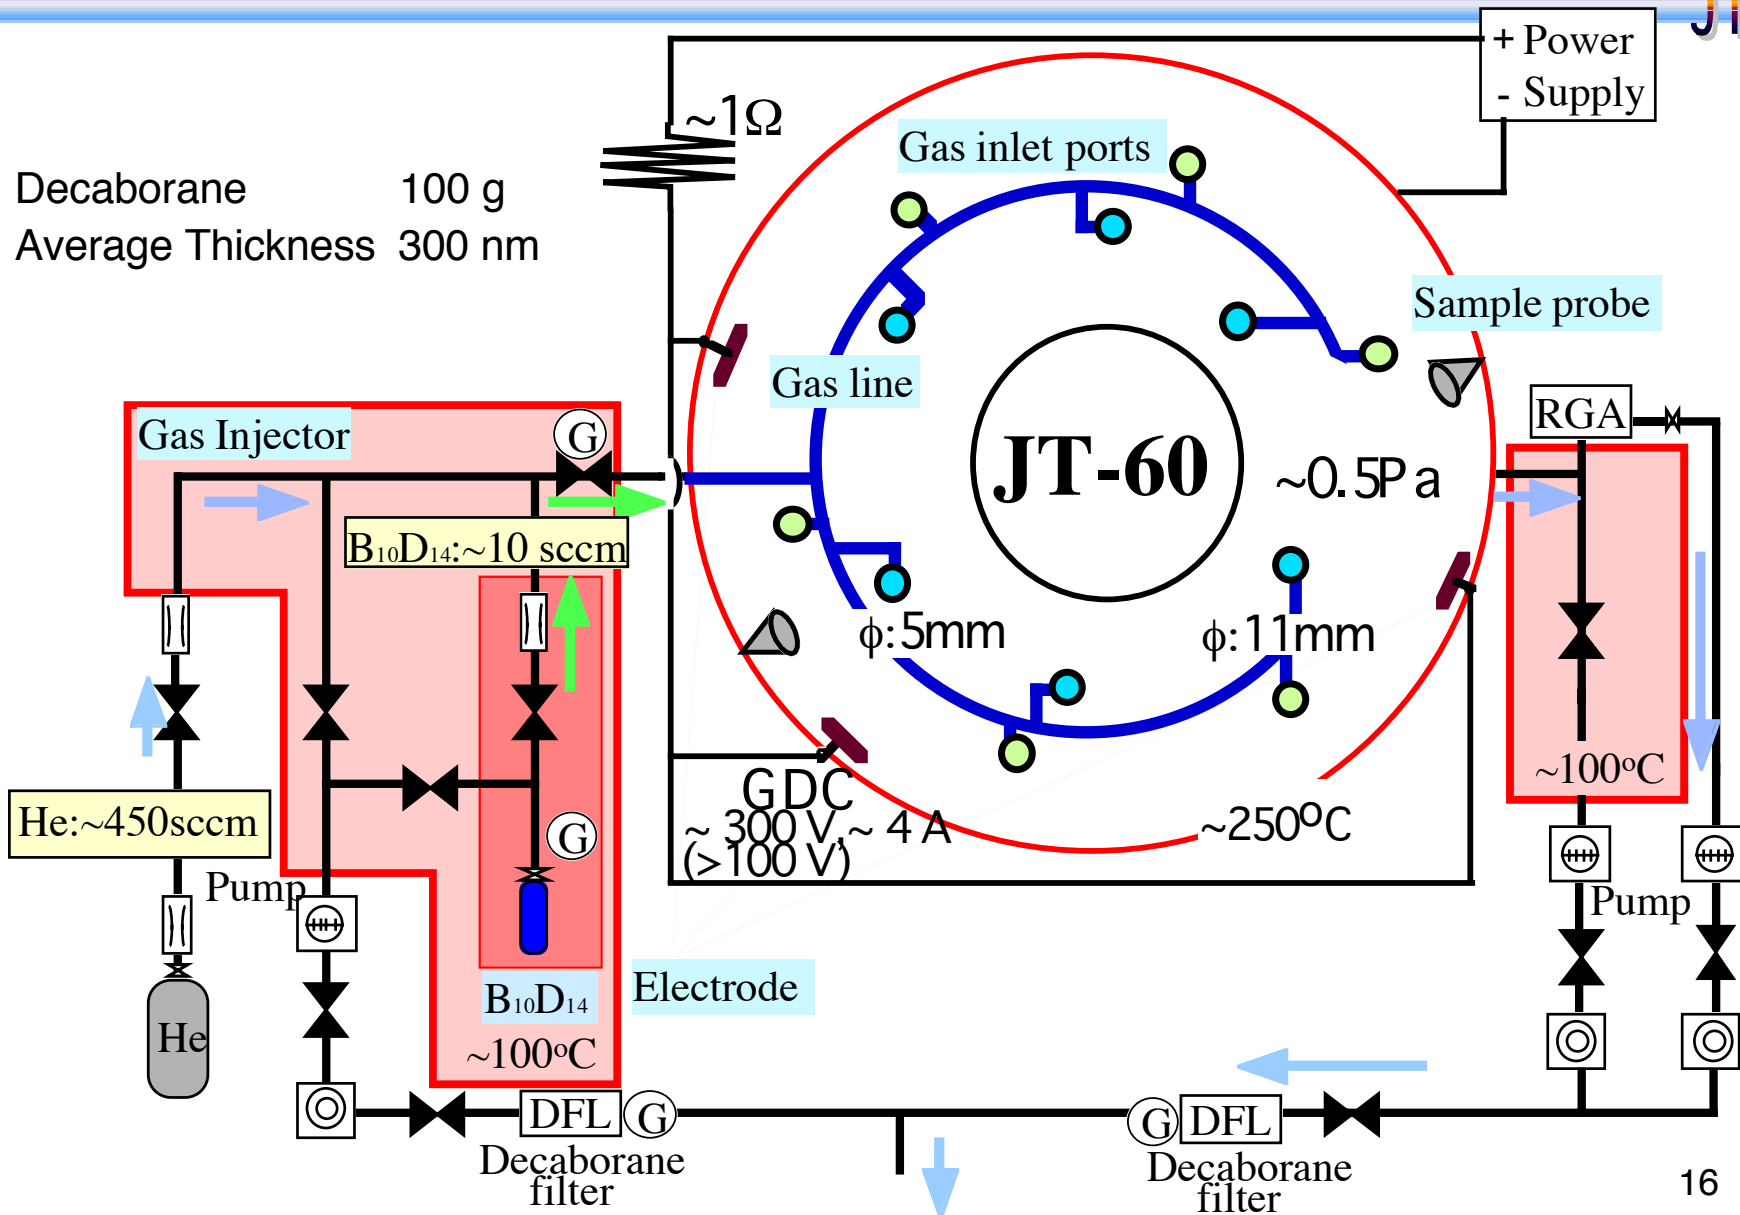 + Power
- Supply
~1Ω
Gas inlet ports
Decaborane 100 g
Average Thickness 300 nm
Sample probe
Gas line
RGA
Gas Injector
G
JT-60
~0.5Pa
B₁₀D₁₄:~10 sccm
ϕ:5mm
ϕ:11mm
~100°C
GDC
~ 300 V,~ 4 A
(>100 V)
~250°C
He:~450sccm
G
Pump
Pump
Electrode
B₁₀D₁₄
He
~100°C
DFL
G
G
DFL
Decaborane
filter
Decaborane
filter
16